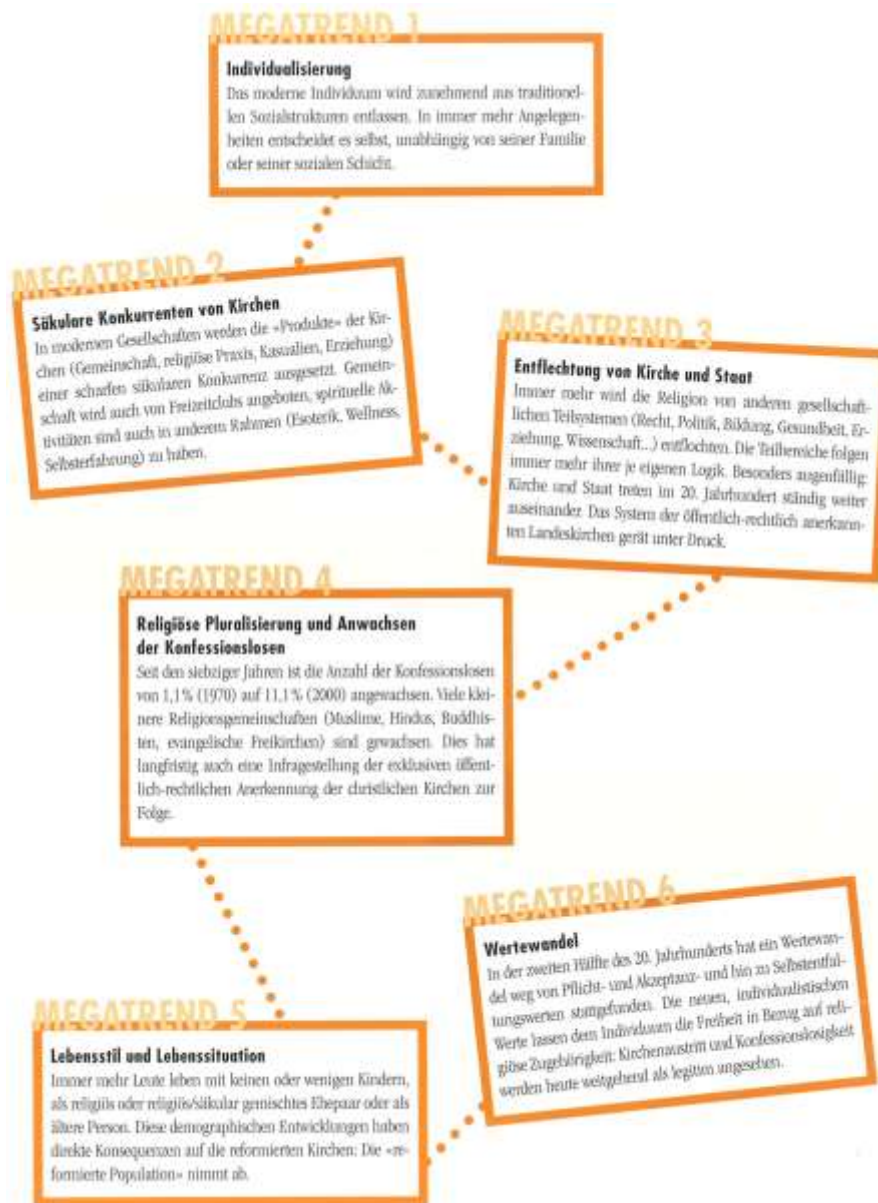 MEGATREND 1
Individualisierung
Das moderne Individuum wird zunehmend aus traditionel-
len Sozialstrukturen entlassen. In immer mehr Angelegen-
heiten entscheidet es selbst, unabhängig von seiner Familie
oder seiner sozialen Schicht.
MEGATREND 2
Säkulare Konkurrenten von Kirchen
In modernen Gesellschaften werden die «Produkte» der Kir-
chen (Gemeinschaft, religiöse Praxis, Kasualien, Erziehung)
einer scharfen säkularen Konkurrenz ausgesetzt. Gemein-
schaft wird auch von Freizeitclubs angeboten, spirituelle Ak-
tivitäten sind auch in anderem Rahmen (Esoterik, Wellness,
Selbsterfahrung) zu haben.
MEGATREND 3
Entflechtung von Kirche und Staat
Immer mehr wird die Religion von anderen gesellschaft-
lichen Teilsystemen (Recht, Politik, Bildung, Gesundheit, Er-
ziehung, Wissenschaft...) entflochten. Die Teilbereiche folgen
immer mehr ihrer je eigenen Logik. Besonders augenfällig:
Kirche und Staat treten im 20. Jahrhundert ständig weiter
auseinander. Das System der öffentlich-rechtlich anerkann-
ten Landeskirchen gerät unter Druck.
MEGATREND 4
Religiöse Pluralisierung und Anwachsen
der Konfessionslosen
Seit den siebziger Jahren ist die Anzahl der Konfessionslosen
von 1,1% (1970) auf 11,1% (2000) angewachsen. Viele klei-
nere Religionsgemeinschaften (Muslime, Hindus, Buddhis-
ten, evangelische Freikirchen) sind gewachsen. Dies hat
langfristig auch eine Infragestellung der exklusiven öffent-
lich-rechtlichen Anerkennung der christlichen Kirchen zur
Folge.
MEGATREND 5
Lebensstil und Lebenssituation
Immer mehr Leute leben mit keinen oder wenigen Kindern,
als religiös oder religiös/säkular gemischtes Ehepaar oder als
ältere Person. Diese demographischen Entwicklungen haben
direkte Konsequenzen auf die reformierten Kirchen: Die «re-
formierte Population» nimmt ab.
MEGATREND 6
Wertewandel
In der zweiten Hälfte des 20. Jahrhunderts hat ein Wertewan-
del weg von Pflicht- und Akzeptanz- und hin zu Selbstentfal-
tungswerten stattgefunden. Die neuen, individualistischen
Werte lassen dem Individuum die Freiheit in Bezug auf reli-
giöse Zugehörigkeit: Kirchenaustritt und Konfessionslosigkeit
werden heute weitgehend als legitim angesehen.